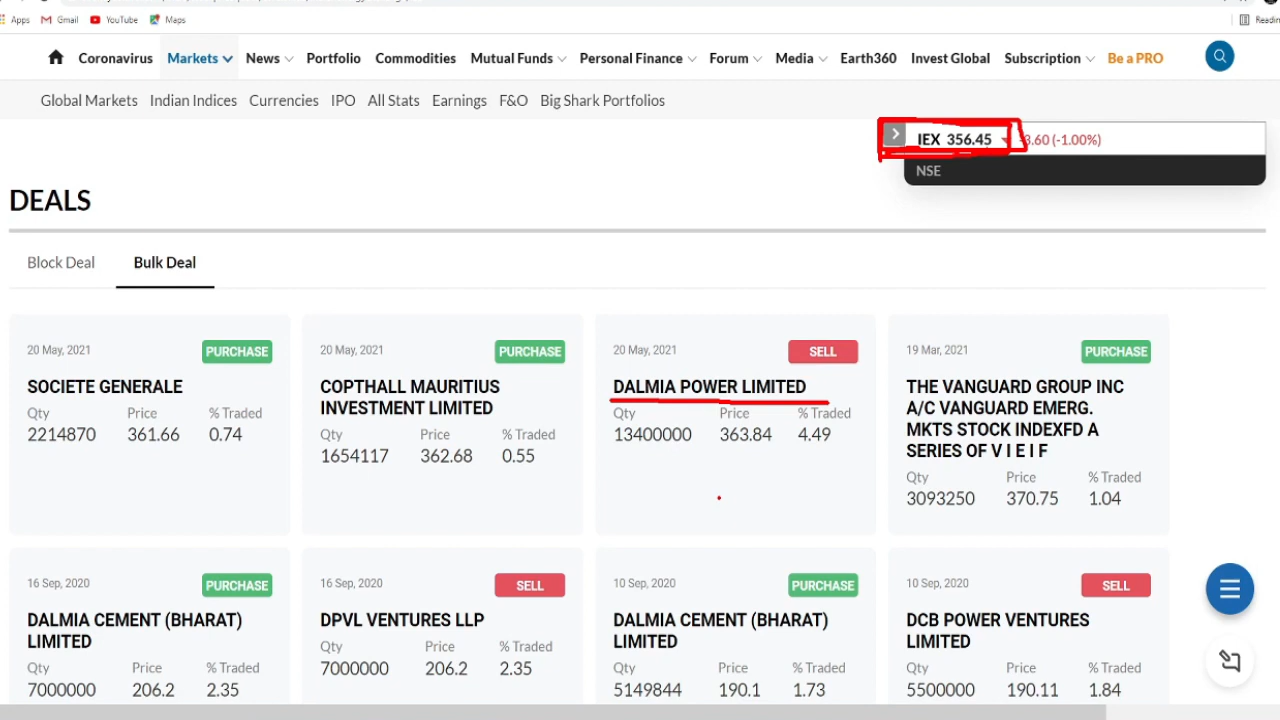 Apps Gmail YouTube Maps
Coronavirus Markets News Portfolio Commodities Mutual Funds Personal Finance Forum Media Earth360 Invest Global Subscription Be a PRO
Global Markets Indian Indices Currencies IPO All Stats Earnings F&O Big Shark Portfolios
IEX 356.45 3.60 (-1.00%)
NSE
DEALS
Block Deal Bulk Deal
20 May, 2021 PURCHASE
SOCIETE GENERALE
Qty Price % Traded
2214870 361.66 0.74
20 May, 2021 PURCHASE
COPTHALL MAURITIUS
INVESTMENT LIMITED
Qty Price % Traded
1654117 362.68 0.55
20 May, 2021 SELL
DALMIA POWER LIMITED
Qty Price % Traded
13400000 363.84 4.49
19 Mar, 2021 PURCHASE
THE VANGUARD GROUP INC
A/C VANGUARD EMERG.
MKTS STOCK INDEXFD A
SERIES OF V I E I F
Qty Price % Traded
3093250 370.75 1.04
16 Sep, 2020 PURCHASE
DALMIA CEMENT (BHARAT)
LIMITED
Qty Price % Traded
7000000 206.2 2.35
16 Sep, 2020 SELL
DPVL VENTURES LLP
Qty Price % Traded
7000000 206.2 2.35
10 Sep, 2020 PURCHASE
DALMIA CEMENT (BHARAT)
LIMITED
Qty Price % Traded
5149844 190.1 1.73
10 Sep, 2020 SELL
DCB POWER VENTURES
LIMITED
Qty Price % Traded
5500000 190.11 1.84